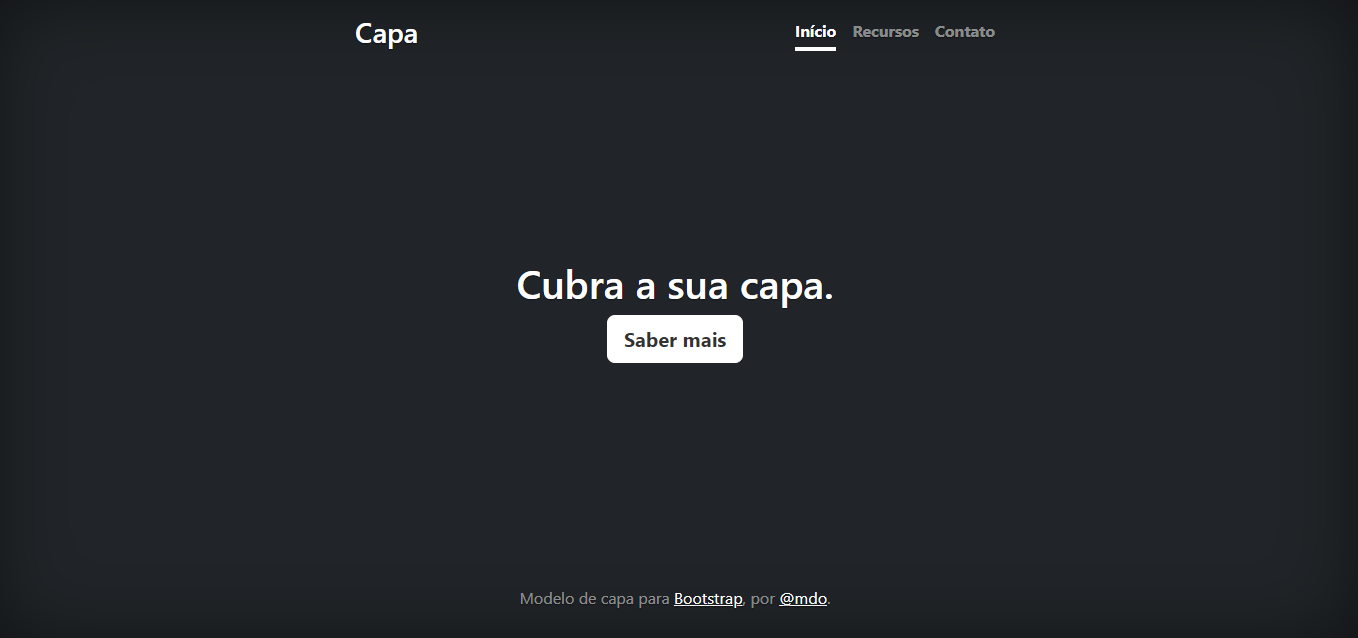 Capa
Início Recursos Contato
Cubra a sua capa.
Saber mais
Modelo de capa para Bootstrap, por @mdo.